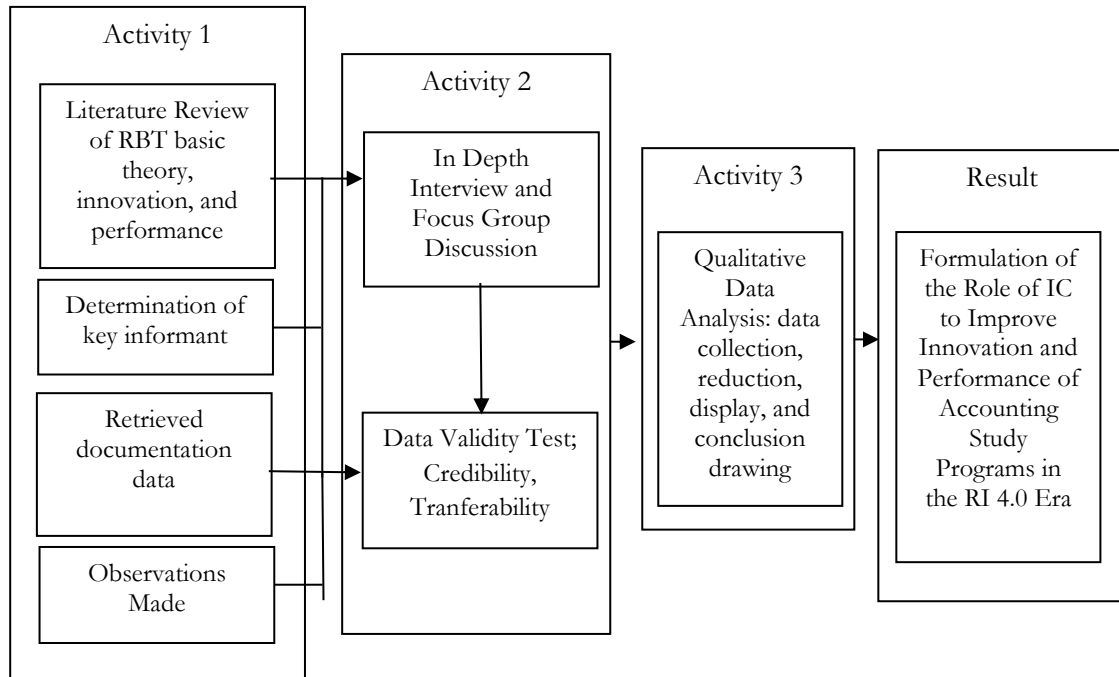 Activity 1
Literature Review
of RBT basic
theory,
innovation, and
performance
Determination of
key informant
Retrieved
documentation
data
Observations
Made
Activity 2
In Depth
Interview and
Focus Group
Discussion
Data Validity Test;
Credibility,
Tranferability
Activity 3
Qualitative
Data
Analysis: data
collection,
reduction,
display, and
conclusion
drawing
Result
Formulation of
the Role of IC
to Improve
Innovation and
Performance of
Accounting
Study
Programs in
the RI 4.0 Era